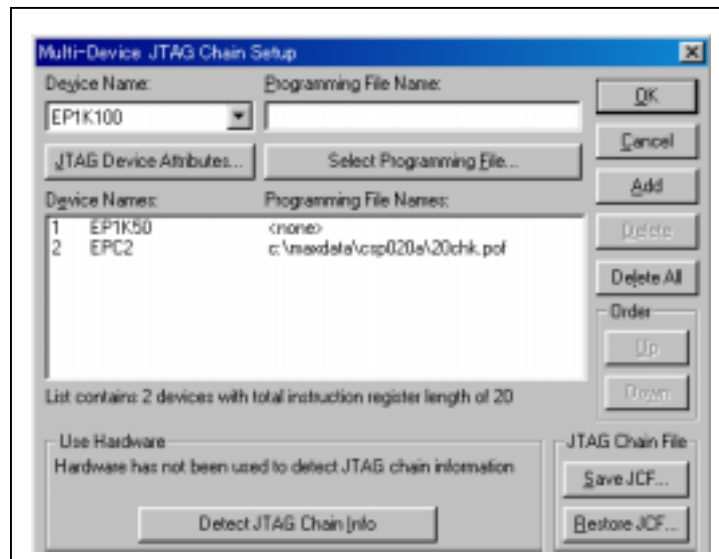 Multi-Device JTAG Chain Setup
Device Name:
Programming File Name:
EP1K100
OK
JTAG Device Attributes...
Select Programming File...
Cancel
Add
Device Names:
Programming File Names:
1 EP1K50 <none>
2 EPC2 c:\maxdata\csp020a\20chk.pof
Delete
Delete All
Order
Up
Down
List contains 2 devices with total instruction register length of 20
Use Hardware
Hardware has not been used to detect JTAG chain information
Detect JTAG Chain Info
JTAG Chain File
Save JCF...
Restore JCF...